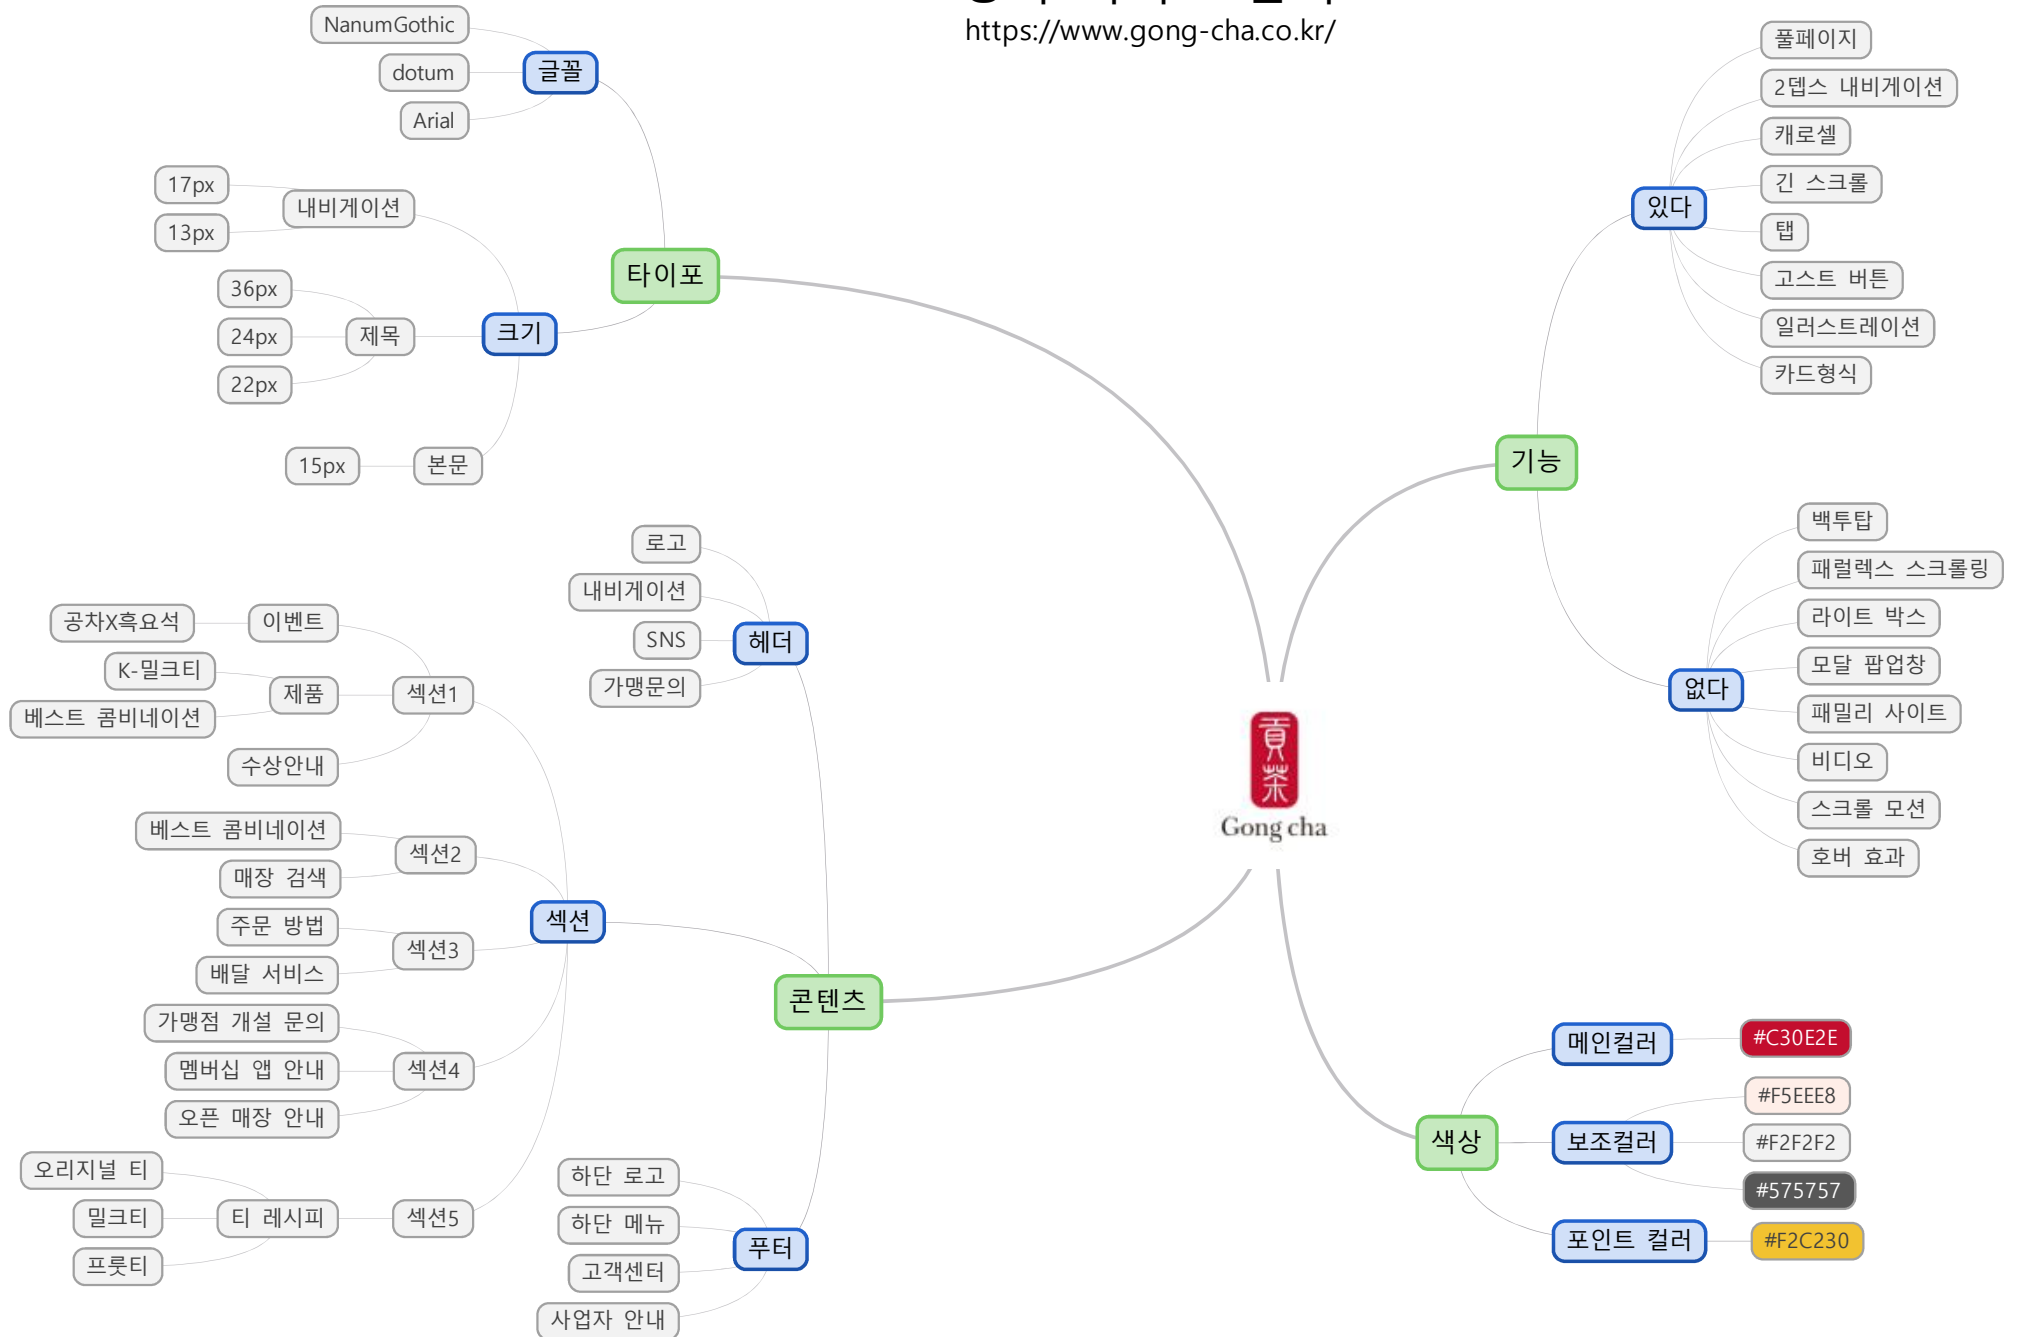 https://www.gong-cha.co.kr/
타이포
글꼴
NanumGothic
dotum
Arial
크기
내비게이션
17px
13px
제목
36px
24px
22px
본문
15px
기능
있다
풀페이지
2뎁스 내비게이션
캐로셀
긴 스크롤
탭
고스트 버튼
일러스트레이션
카드형식
없다
백투탑
패럴렉스 스크롤링
라이트 박스
모달 팝업창
패밀리 사이트
비디오
스크롤 모션
호버 효과
貢茶
Gong cha
콘텐츠
헤더
로고
내비게이션
SNS
가맹문의
섹션
섹션1
이벤트
공차X흑요석
제품
K-밀크티
베스트 콤비네이션
수상안내
섹션2
베스트 콤비네이션
매장 검색
섹션3
주문 방법
배달 서비스
섹션4
가맹점 개설 문의
멤버십 앱 안내
오픈 매장 안내
섹션5
티 레시피
오리지널 티
밀크티
프룻티
푸터
하단 로고
하단 메뉴
고객센터
사업자 안내
색상
메인컬러
#C30E2E
보조컬러
#F5EEE8
#F2F2F2
#575757
포인트 컬러
#F2C230